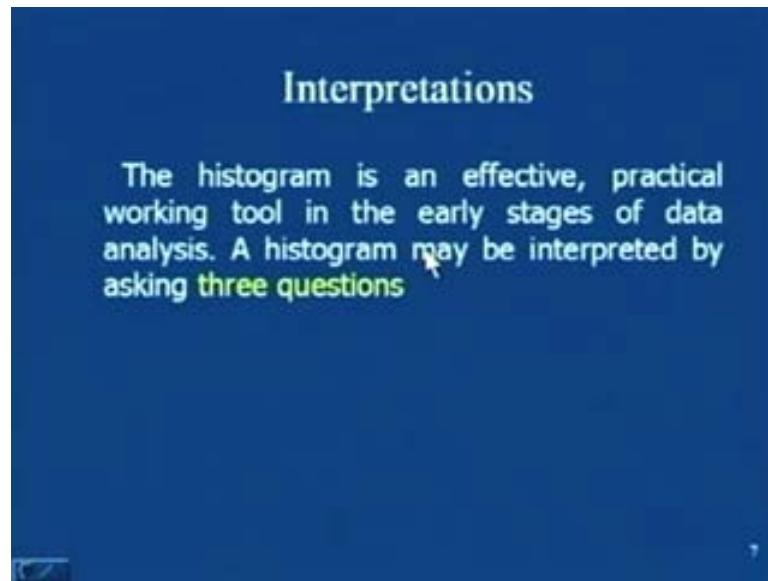 Interpretations
The histogram is an effective, practical
working tool in the early stages of data
analysis. A histogram may be interpreted by
asking three questions
7